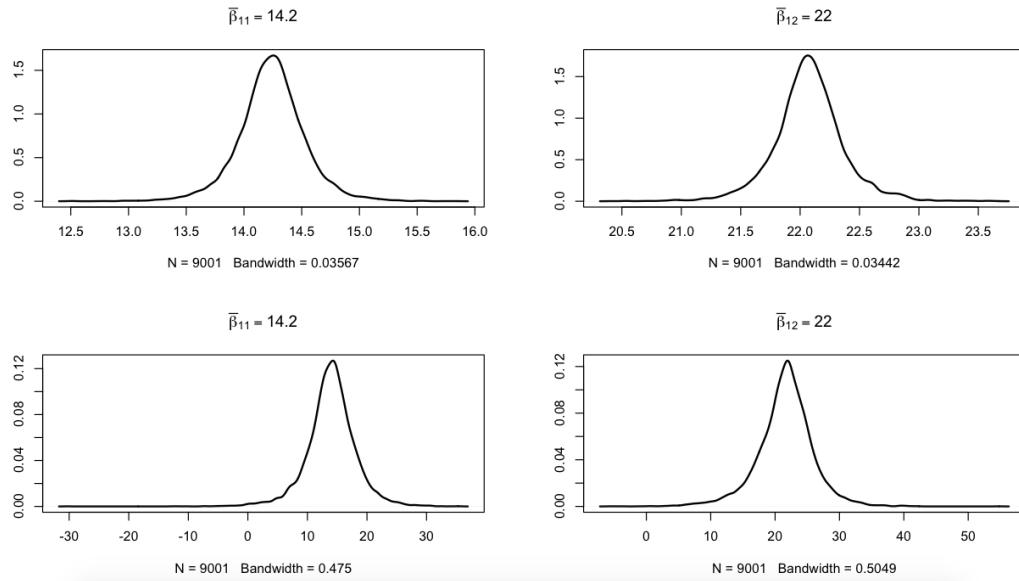 β̄₁₁ = 14.2
0.0 0.5 1.0 1.5
12.5 13.0 13.5 14.0 14.5 15.0 15.5 16.0
N = 9001 Bandwidth = 0.03567
β̄₁₂ = 22
0.0 0.5 1.0 1.5
20.5 21.0 21.5 22.0 22.5 23.0 23.5
N = 9001 Bandwidth = 0.03442
β̄₁₁ = 14.2
0.00 0.04 0.08 0.12
-30 -20 -10 0 10 20 30
N = 9001 Bandwidth = 0.475
β̄₁₂ = 22
0.00 0.04 0.08 0.12
0 10 20 30 40 50
N = 9001 Bandwidth = 0.5049